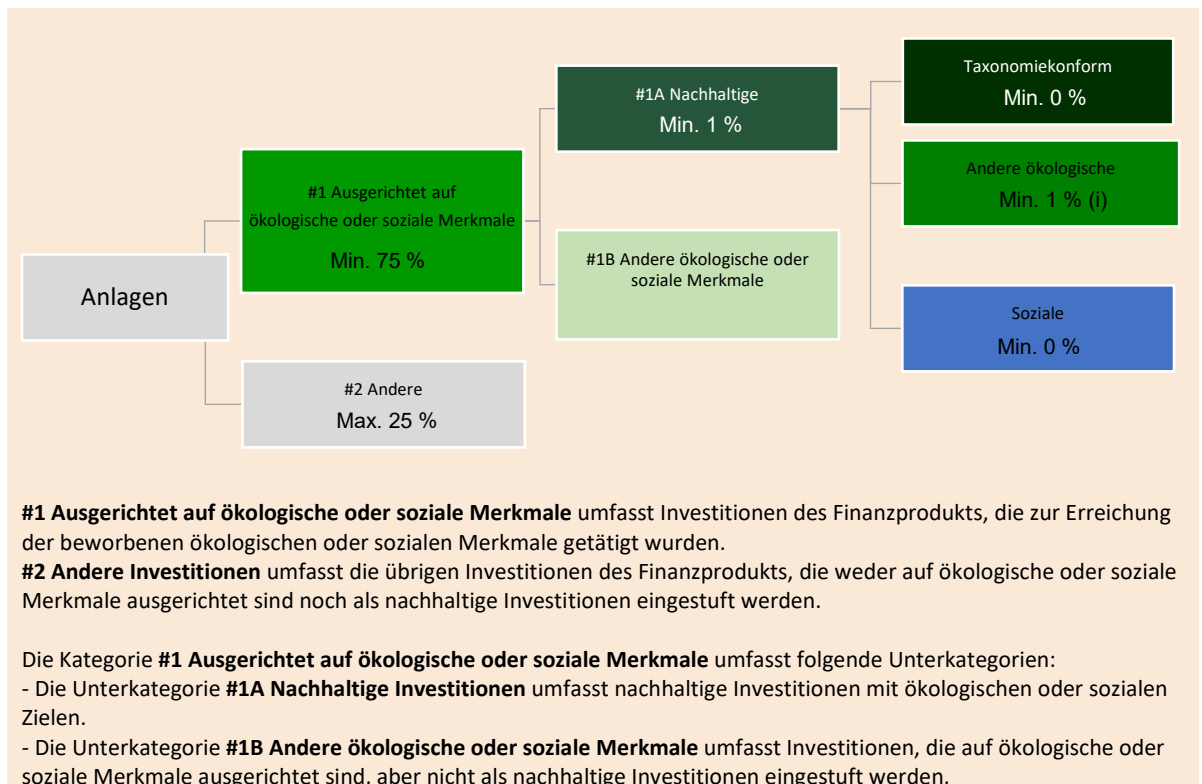 Anlagen
#1 Ausgerichtet auf
ökologische oder soziale Merkmale
Min. 75 %
#2 Andere
Max. 25 %
#1A Nachhaltige
Min. 1 %
#1B Andere ökologische oder
soziale Merkmale
Taxonomiekonform
Min. 0 %
Andere ökologische
Min. 1 % (i)
Soziale
Min. 0 %
#1 Ausgerichtet auf ökologische oder soziale Merkmale umfasst Investitionen des Finanzprodukts, die zur Erreichung
der beworbenen ökologischen oder sozialen Merkmale getätigt wurden.
#2 Andere Investitionen umfasst die übrigen Investitionen des Finanzprodukts, die weder auf ökologische oder soziale
Merkmale ausgerichtet sind noch als nachhaltige Investitionen eingestuft werden.
Die Kategorie #1 Ausgerichtet auf ökologische oder soziale Merkmale umfasst folgende Unterkategorien:
- Die Unterkategorie #1A Nachhaltige Investitionen umfasst nachhaltige Investitionen mit ökologischen oder sozialen
Zielen.
- Die Unterkategorie #1B Andere ökologische oder soziale Merkmale umfasst Investitionen, die auf ökologische oder
soziale Merkmale ausgerichtet sind, aber nicht als nachhaltige Investitionen eingestuft werden.